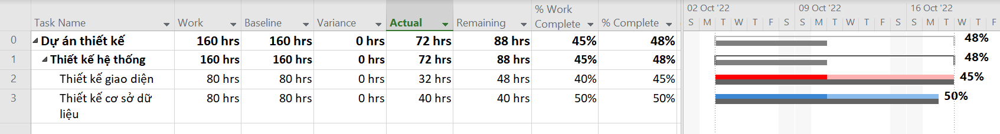 02 Oct '22 09 Oct '22 16 Oct '22
Task Name Work Baseline Variance Actual Remaining % Work Complete % Complete
S M T W T F S S M T W T F S S M T W T F
0 Dự án thiết kế 160 hrs 160 hrs 0 hrs 72 hrs 88 hrs 45% 48% 48%
1 Thiết kế hệ thống 160 hrs 160 hrs 0 hrs 72 hrs 88 hrs 45% 48% 48%
2 Thiết kế giao diện 80 hrs 80 hrs 0 hrs 32 hrs 48 hrs 40% 45% 45%
3 Thiết kế cơ sở dữ 80 hrs 80 hrs 0 hrs 40 hrs 40 hrs 50% 50% 50%
liệu